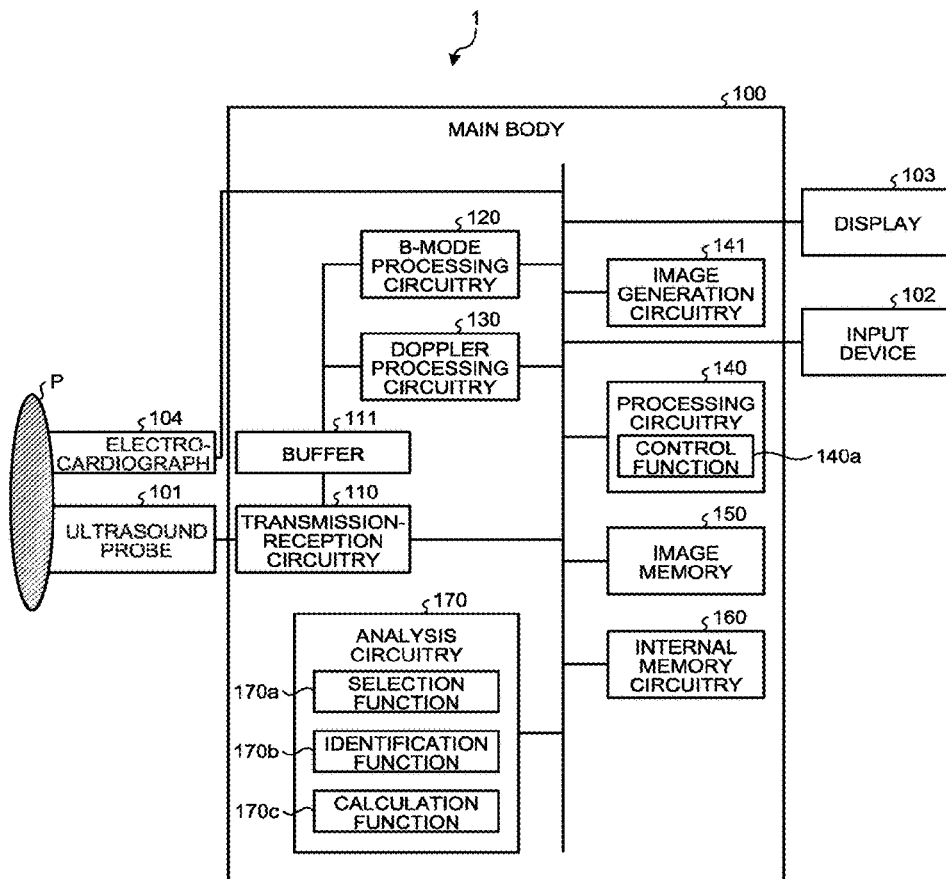 1
100
MAIN BODY
103
DISPLAY
120
B-MODE
PROCESSING
CIRCUITRY
141
IMAGE
GENERATION
CIRCUITRY
102
INPUT
DEVICE
130
DOPPLER
PROCESSING
CIRCUITRY
P
104
ELECTRO-
CARDIOGRAPH
111
BUFFER
140
PROCESSING
CIRCUITRY
CONTROL
FUNCTION
140a
101
ULTRASOUND
PROBE
110
TRANSMISSION-
RECEPTION
CIRCUITRY
150
IMAGE
MEMORY
170
ANALYSIS
CIRCUITRY
160
INTERNAL
MEMORY
CIRCUITRY
170a
SELECTION
FUNCTION
170b
IDENTIFICATION
FUNCTION
170c
CALCULATION
FUNCTION